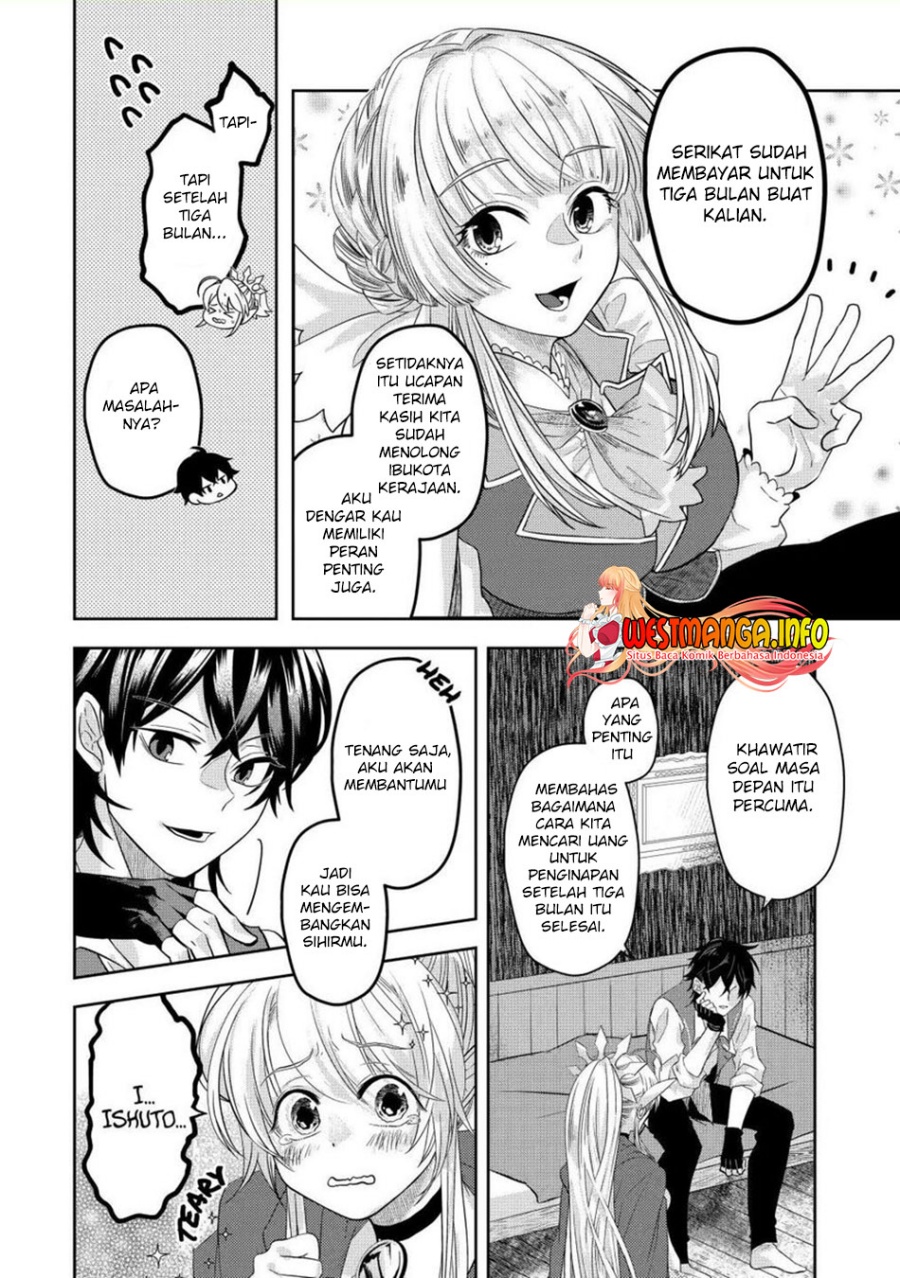 SERIKAT SUDAH
MEMBAYAR UNTUK
TIGA BULAN BUAT
KALIAN.
SETIDAKNYA
ITU UCAPAN
TERIMA
KASIH KITA
SUDAH
MENOLONG
IBUKOTA
KERAJAAN.
AKU
DENGAR KAU
MEMILIKI
PERAN
PENTING
JUGA.
TAPI-
TAPI
SETELAH
TIGA
BULAN...
APA
MASALAH-
NYA?
WESTMANGA.INFO
Situs Baca Komik Berbahasa Indonesia
KHAWATIR
SOAL MASA
DEPAN ITU
PERCUMA.
APA
YANG
PENTING
ITU
MEMBAHAS
BAGAIMANA
CARA KITA
MENCARI UANG
UNTUK
PENGINAPAN
SETELAH TIGA
BULAN ITU
SELESAI.
HEH
TENANG SAJA,
AKU AKAN
MEMBANTUMU
JADI
KAU BISA
MENGEM-
BANGKAN
SIHIRMU.
I...
ISHUTO...
TEARY